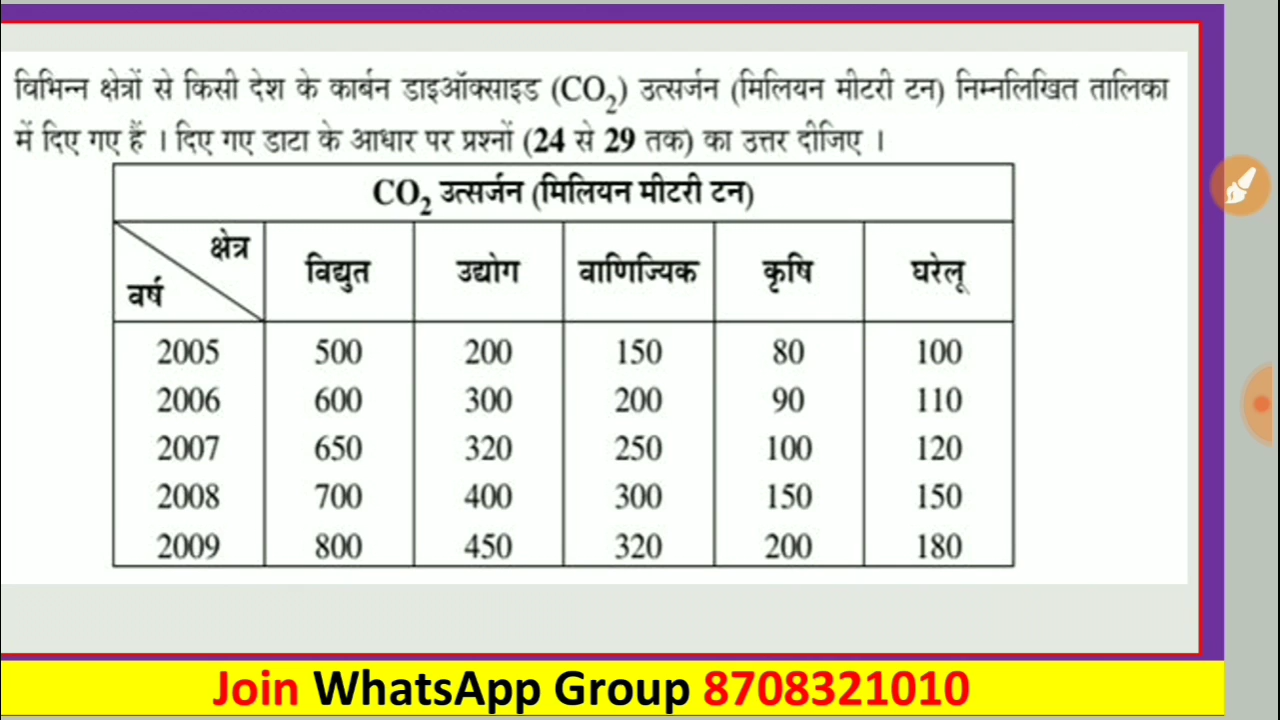 विभिन्न क्षेत्रों से किसी देश के कार्बन डाइऑक्साइड (CO₂) उत्सर्जन (मिलियन मीटरी टन) निम्नलिखित तालिका
में दिए गए हैं । दिए गए डाटा के आधार पर प्रश्नों (24 से 29 तक) का उत्तर दीजिए ।
CO₂ उत्सर्जन (मिलियन मीटरी टन)
क्षेत्र वर्ष विद्युत उद्योग वाणिज्यिक कृषि घरेलू
2005 500 200 150 80 100
2006 600 300 200 90 110
2007 650 320 250 100 120
2008 700 400 300 150 150
2009 800 450 320 200 180
Join WhatsApp Group 8708321010